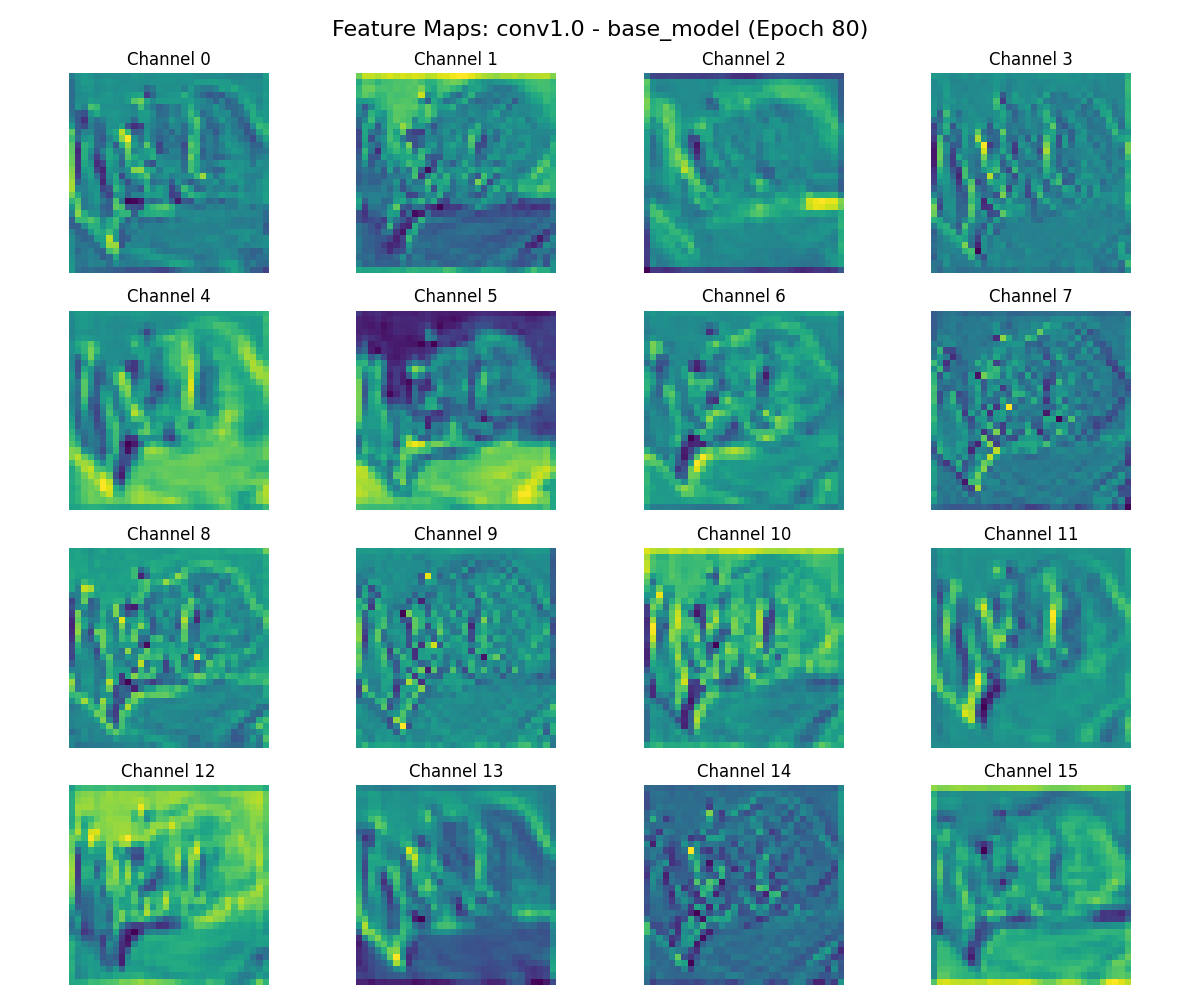 Feature Maps: conv1.0 - base_model (Epoch 80)
Channel 0
Channel 1
Channel 2
Channel 3
Channel 4
Channel 5
Channel 6
Channel 7
Channel 8
Channel 9
Channel 10
Channel 11
Channel 12
Channel 13
Channel 14
Channel 15